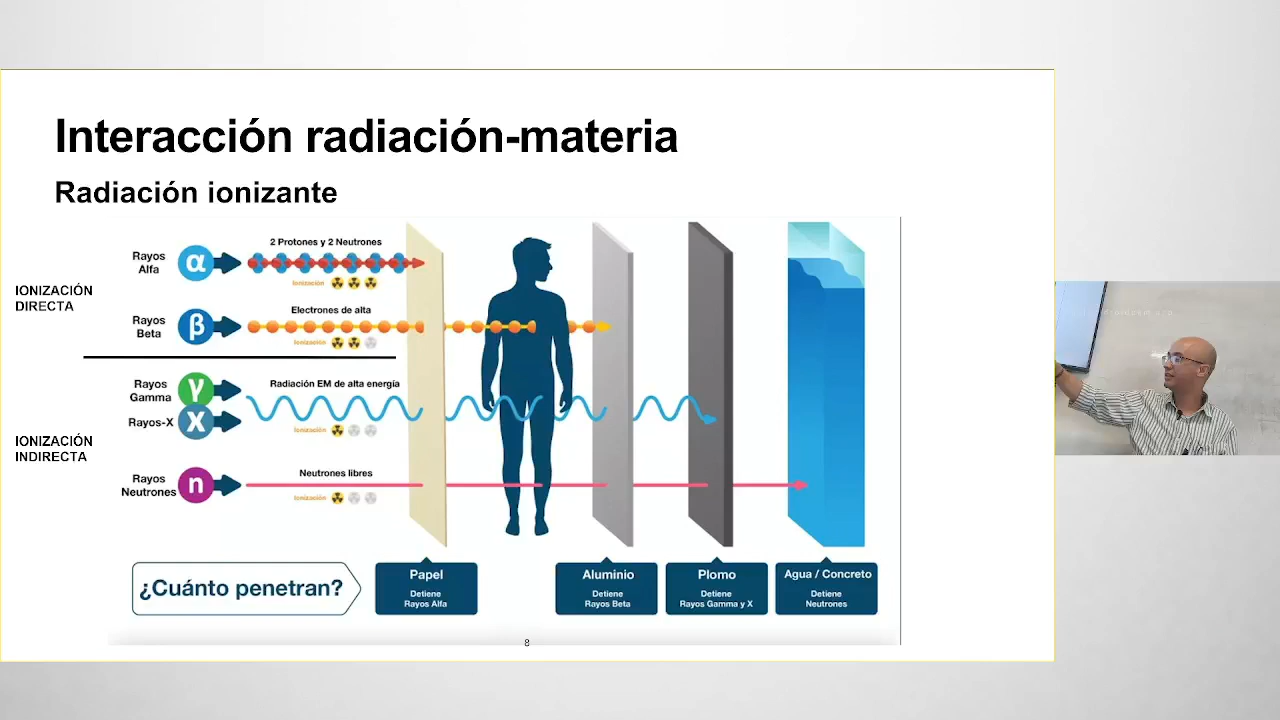 Interacción radiación-materia
Radiación ionizante
IONIZACIÓN
DIRECTA
Rayos
Alfa
α
2 Protones y 2 Neutrones
Ionización
Rayos
Beta
β
Electrones de alta
Ionización
IONIZACIÓN
INDIRECTA
Rayos
Gamma
γ
Radiación EM de alta energía
Rayos-X
X
Ionización
Rayos
Neutrones
n
Neutrones libres
Ionización
¿Cuánto penetran?
Papel
Detiene
Rayos Alfa
Aluminio
Detiene
Rayos Beta
Plomo
Detiene
Rayos Gamma y X
Agua / Concreto
Detiene
Neutrones
8